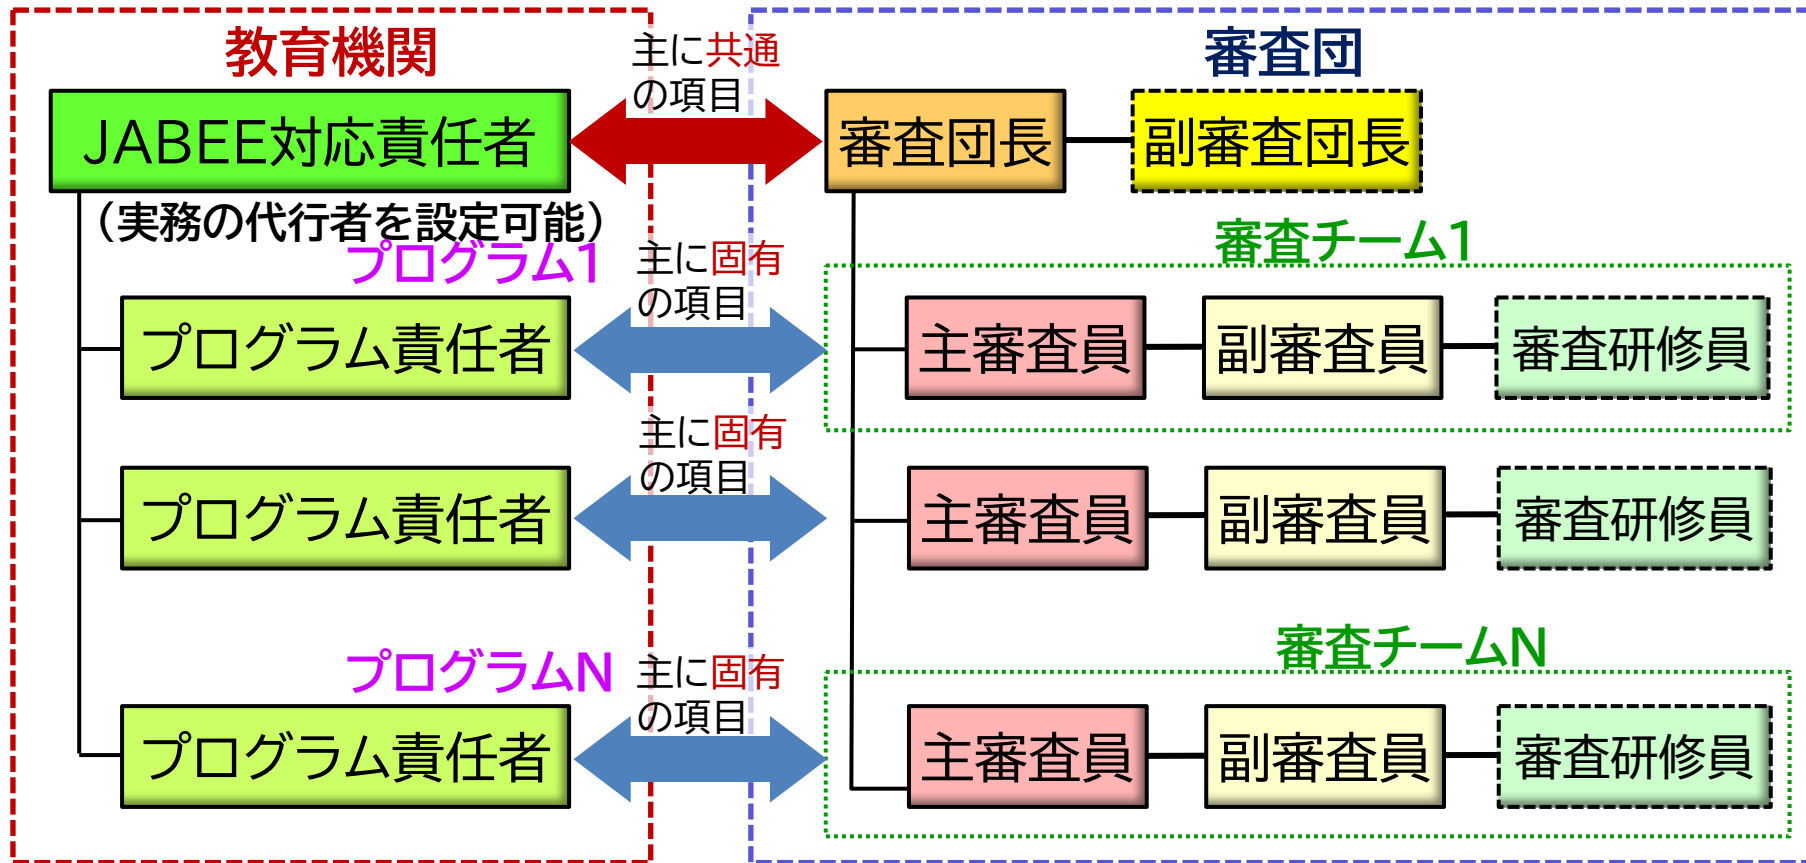 教育機関
主に共通
の項目
審査団
JABEE対応責任者
審査団長
副審査団長
（実務の代行者を設定可能）
プログラム1
主に固有
の項目
審査チーム1
プログラム責任者
主審査員
副審査員
審査研修員
主に固有
の項目
プログラム責任者
主審査員
副審査員
審査研修員
プログラムN
主に固有
の項目
審査チームN
プログラム責任者
主審査員
副審査員
審査研修員